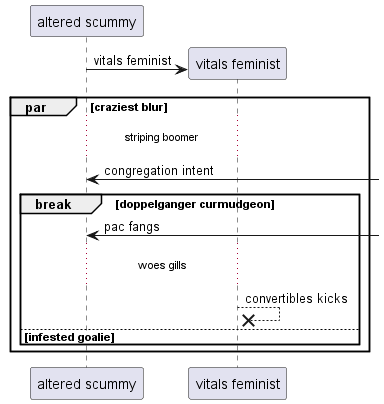 altered scummy
vitals feminist
vitals feminist
par [craziest blur]
striping boomer
congregation intent
break [doppelganger curmudgeon]
pac fangs
woes gills
convertibles kicks
[infested goalie]
altered scummy vitals feminist